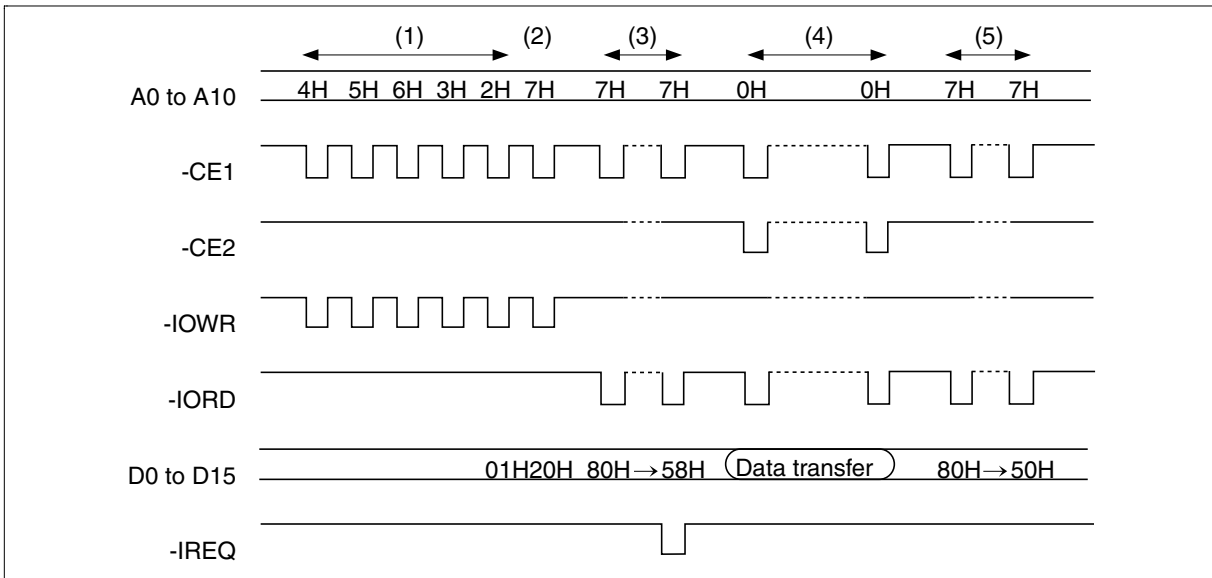 (1) (2) (3) (4) (5)
A0 to A10 4H 5H 6H 3H 2H 7H 7H 7H 0H 0H 7H 7H
-CE1
-CE2
-IOWR
-IORD
D0 to D15 01H20H 80H→58H Data transfer 80H→50H
-IREQ